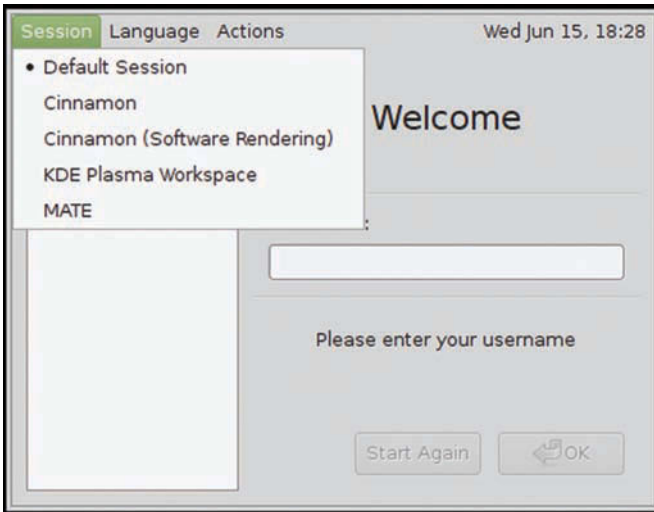 Session Language Actions Wed Jun 15, 18:28
• Default Session
Cinnamon
Cinnamon (Software Rendering)
KDE Plasma Workspace
MATE
Welcome
:
Please enter your username
Start Again OK